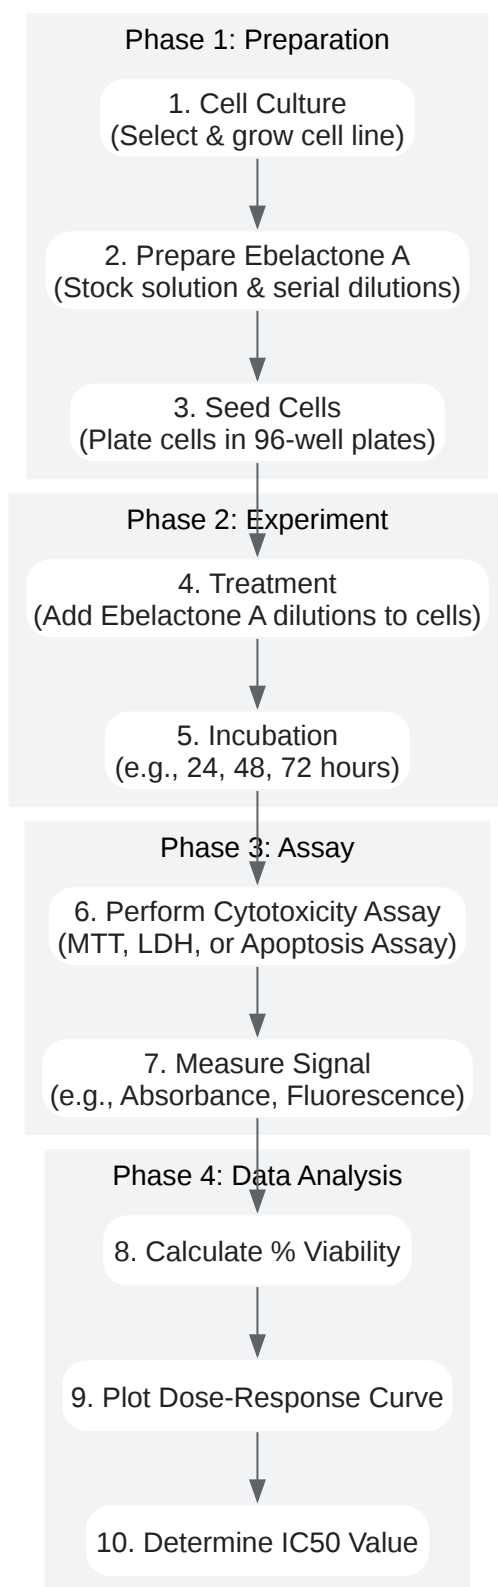 Phase 1: Preparation
1. Cell Culture
(Select & grow cell line)
2. Prepare Ebelactone A
(Stock solution & serial dilutions)
3. Seed Cells
(Plate cells in 96-well plates)
Phase 2: Experiment
4. Treatment
(Add Ebelactone A dilutions to cells)
5. Incubation
(e.g., 24, 48, 72 hours)
Phase 3: Assay
6. Perform Cytotoxicity Assay
(MTT, LDH, or Apoptosis Assay)
7. Measure Signal
(e.g., Absorbance, Fluorescence)
Phase 4: Data Analysis
8. Calculate % Viability
9. Plot Dose-Response Curve
10. Determine IC50 Value